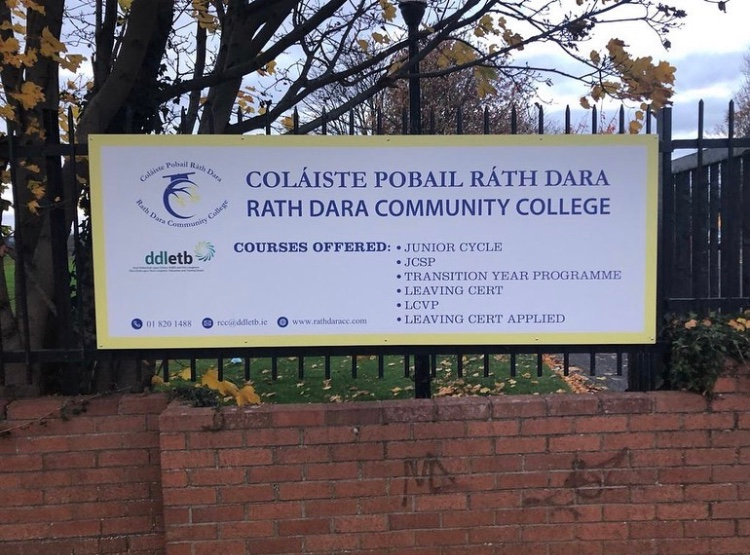 Coláiste Pobail Ráth Dara
Rath Dara Community College
COLÁISTE POBAIL RÁTH DARA
RATH DARA COMMUNITY COLLEGE
ddletb
COURSES OFFERED:
• JUNIOR CYCLE
• JCSP
• TRANSITION YEAR PROGRAMME
• LEAVING CERT
• LCVP
• LEAVING CERT APPLIED
01 820 1488
rcc@ddletb.ie
www.rathdaracc.com